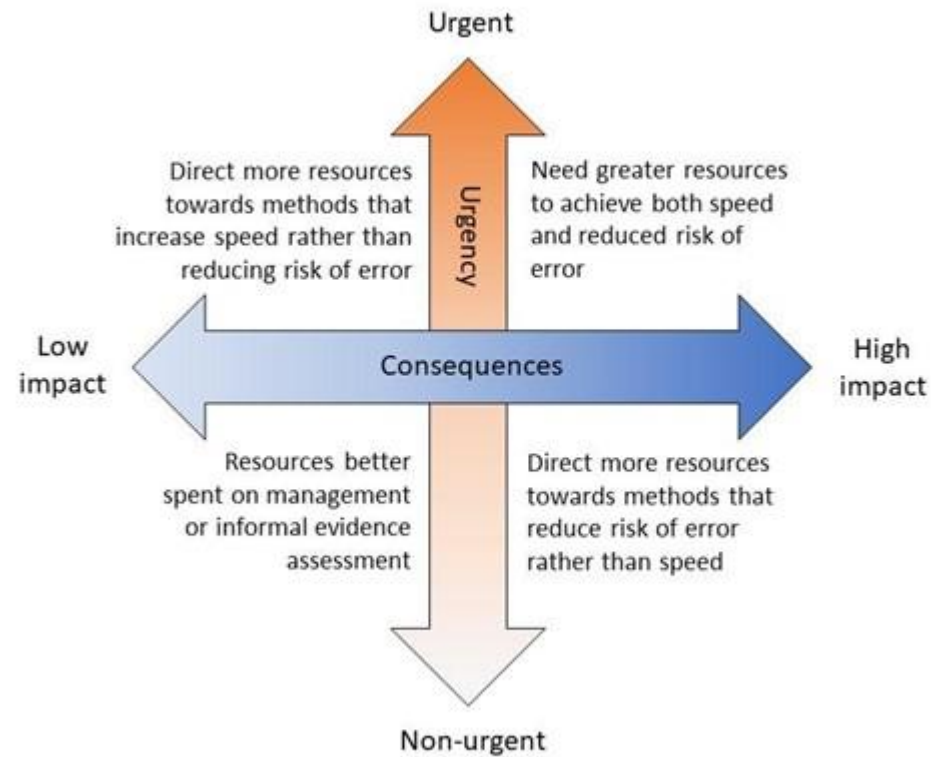 Urgent
Direct more resources
towards methods that
increase speed rather than
reducing risk of error
Urgency
Need greater resources
to achieve both speed
and reduced risk of
error
Low
impact
Consequences
High
impact
Resources better
spent on management
or informal evidence
assessment
Direct more resources
towards methods that
reduce risk of error
rather than speed
Non-urgent